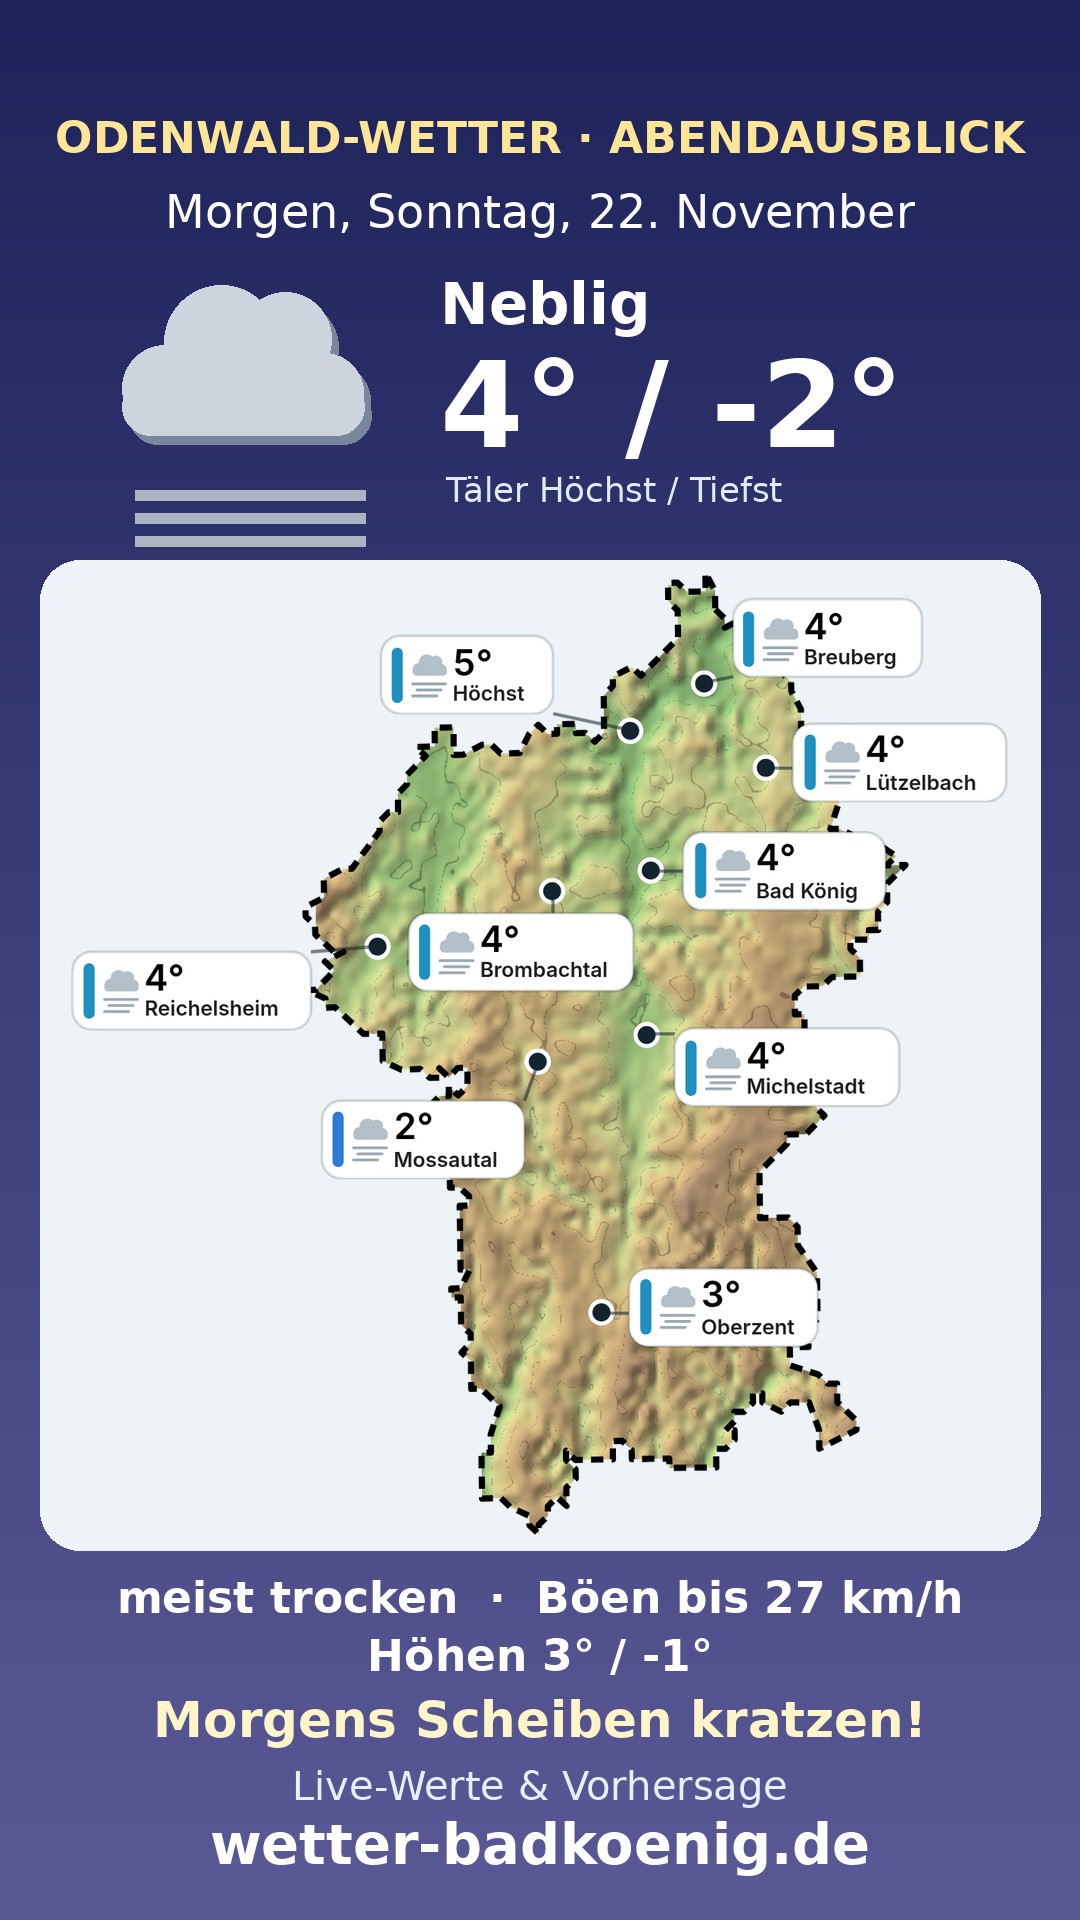 ODENWALD-WETTER · ABENDAUSBLICK
Morgen, Sonntag, 22. November
Neblig
4° / -2°
Täler Höchst / Tiefst
4°
Breuberg
5°
Höchst
4°
Lützelbach
4°
Bad König
4°
Brombachtal
4°
Reichelsheim
4°
Michelstadt
2°
Mossautal
3°
Oberzent
meist trocken · Böen bis 27 km/h
Höhen 3° / -1°
Morgens Scheiben kratzen!
Live-Werte & Vorhersage
wetter-badkoenig.de